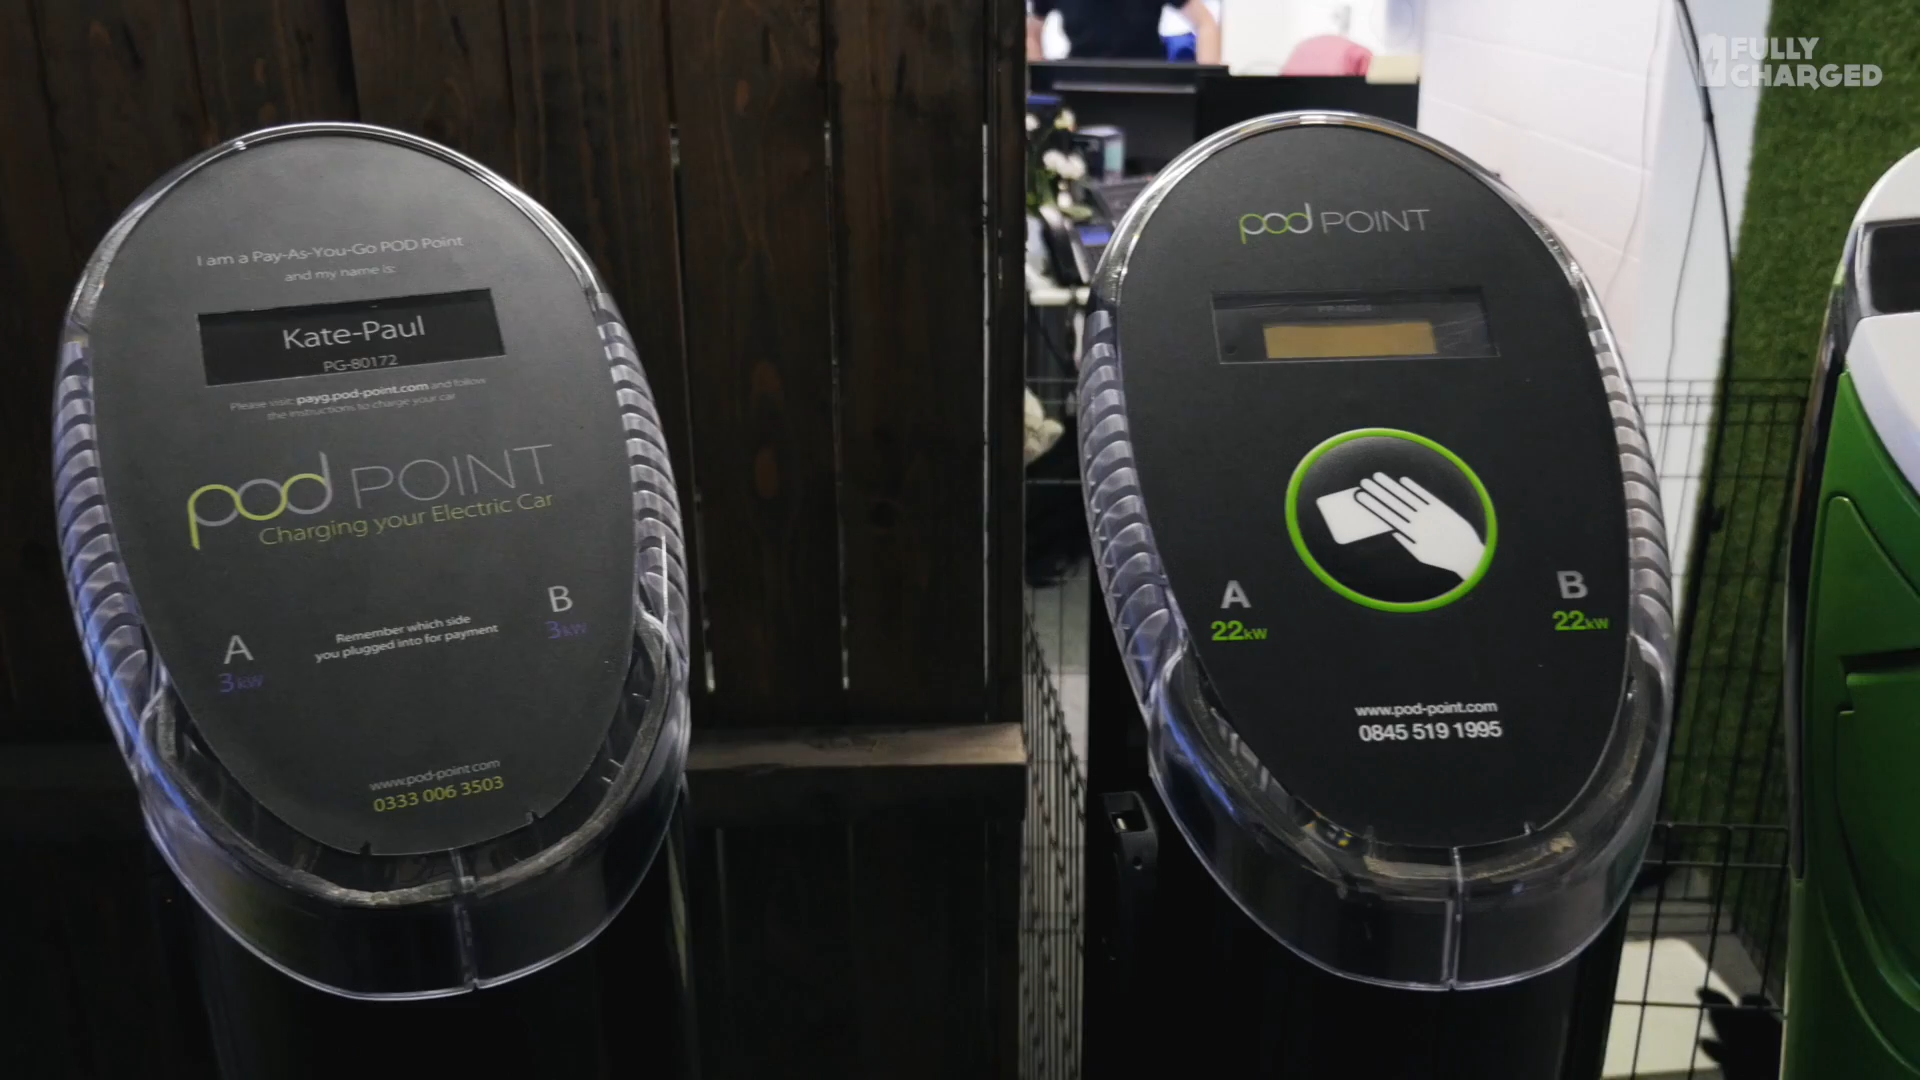 FULLY
CHARGED
I am a Pay-As-You-Go POD Point
and my name is:
Kate-Paul
PG-80172
Please visit: payg.pod-point.com and follow
the instructions to charge your car
pod POINT
Charging your Electric Car
A
3kW
Remember which side
you plugged into for payment
B
3kW
www.pod-point.com
0333 006 3503
pod POINT
A
22kW
B
22kW
www.pod-point.com
0845 519 1995